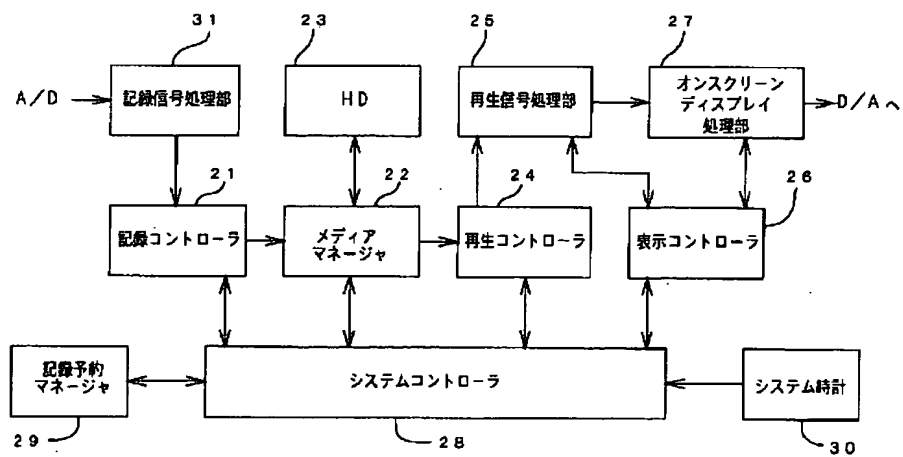 31
23
25
27
A/D
記録信号処理部
HD
再生信号処理部
オンスクリーン
ディスプレイ
処理部
D/Aへ
21
22
24
26
記録コントローラ
メディア
マネージャ
再生コントローラ
表示コントローラ
記録予約
マネージャ
システムコントローラ
システム時計
29
28
30